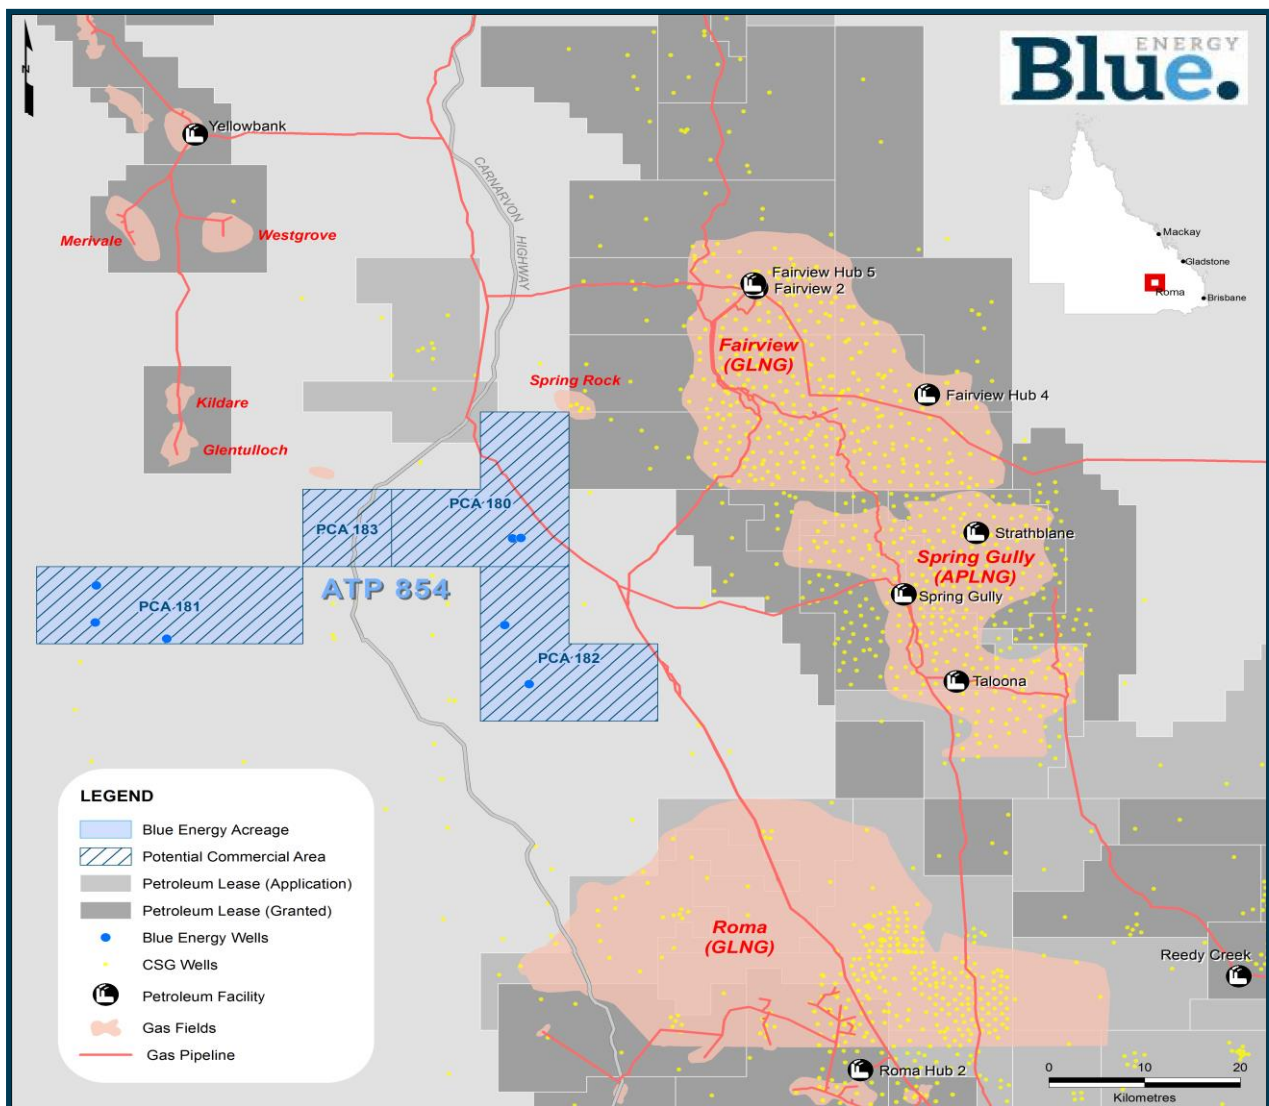 ENERGY
Blue.
N
Yellowbank
CARNARVON HIGHWAY
Merivale
Westgrove
Mackay
Gladstone
Roma
Brisbane
Fairview Hub 5
Fairview 2
Fairview
(GLNG)
Spring Rock
Fairview Hub 4
Kildare
Glentulloch
PCA 180
PCA 183
Strathblane
Spring Gully
(APLNG)
ATP 854
Spring Gully
PCA 181
PCA 182
Taloona
LEGEND
Blue Energy Acreage
Potential Commercial Area
Petroleum Lease (Application)
Petroleum Lease (Granted)
Blue Energy Wells
CSG Wells
Petroleum Facility
Gas Fields
Gas Pipeline
Roma
(GLNG)
Reedy Creek
Roma Hub 2
0 10 20
Kilometres